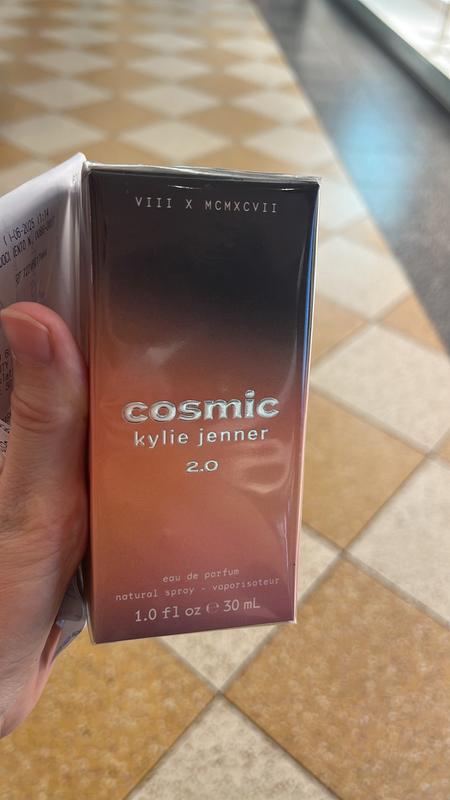 VIII X MCMXCVII
cosmic
kylie jenner
2.0
eau de parfum
natural spray - vaporisateur
1.0 fl oz ℮ 30 mL